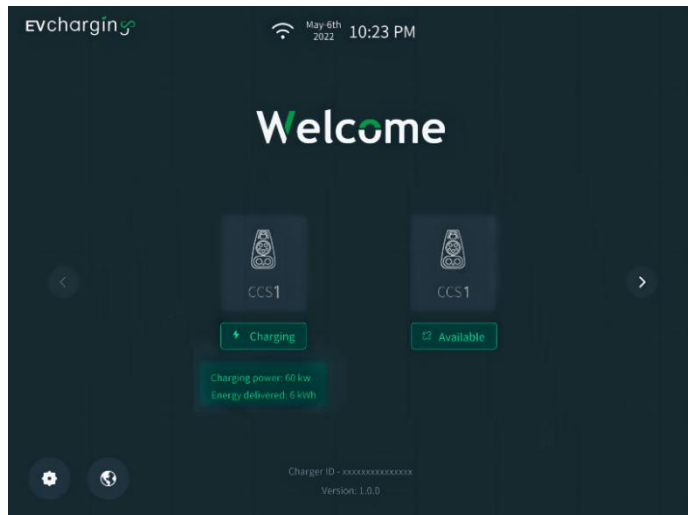 EVcharging
May-6th
2022
10:23 PM
Welcome
CCS1
CCS1
Charging
Available
Charging power: 60 kw
Energy delivered: 6 kWh
Charger ID - xxxxxxxxxxxxxxx
Version: 1.0.0